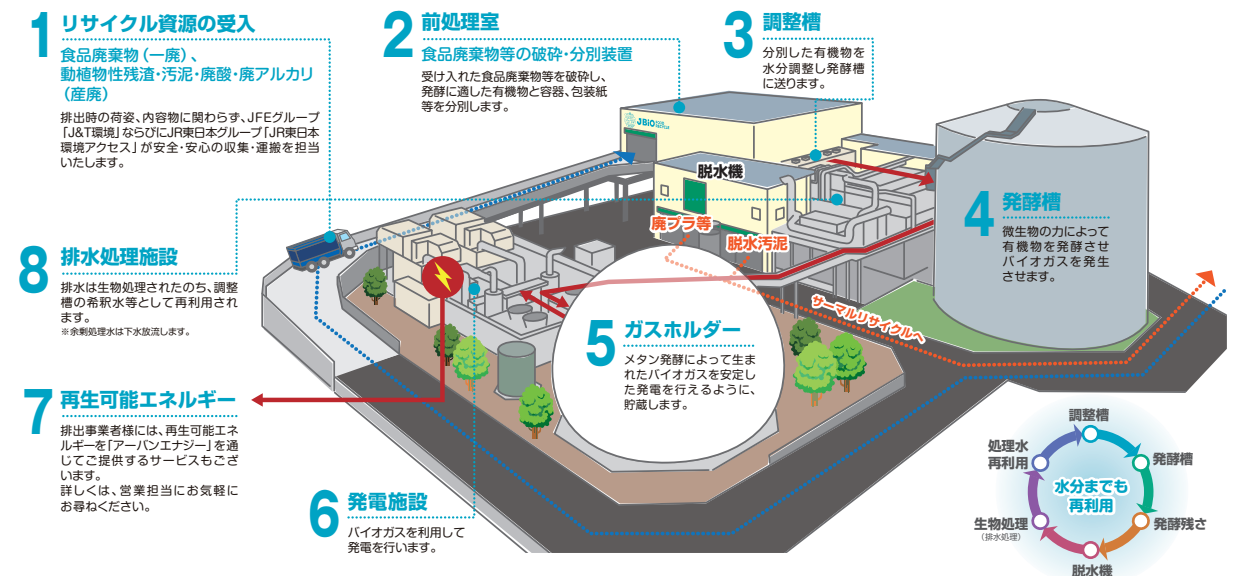 1 リサイクル資源の受入
食品廃棄物（一廃）、
動植物性残渣・汚泥・廃酸・廃アルカリ
（産廃）
排出時の荷姿、内容物に関わらず、JFEグループ
「J&T環境」ならびにJR東日本グループ「JR東日本
環境アクセス」が安全・安心の収集・運搬を担当
いたします。
2 前処理室
食品廃棄物等の破砕・分別装置
受け入れた食品廃棄物等を破砕し、
発酵に適した有機物と容器、包装紙
等を分別します。
3 調整槽
分別した有機物を
水分調整し発酵槽
に送ります。
J BiO
脱水機
廃プラ等
脱水汚泥
サーマルリサイクルへ
4 発酵槽
微生物の力によって
有機物を発酵させ
バイオガスを発生
させます。
5 ガスホルダー
メタン発酵によって生ま
れたバイオガスを安定し
た発電を行えるように、
貯蔵します。
6 発電施設
バイオガスを利用して
発電を行います。
7 再生可能エネルギー
排出事業者様には、再生可能エネ
ルギーを「アーバンエナジー」を通
じてご提供するサービスもござ
います。
詳しくは、営業担当にお気軽に
お尋ねください。
8 排水処理施設
排水は生物処理されたのち、調整
槽の希釈水等として再利用され
ます。
※余剰処理水は下水放流します。
調整槽
発酵槽
発酵残さ
脱水機
生物処理
（排水処理）
処理水
再利用
水分までも
再利用